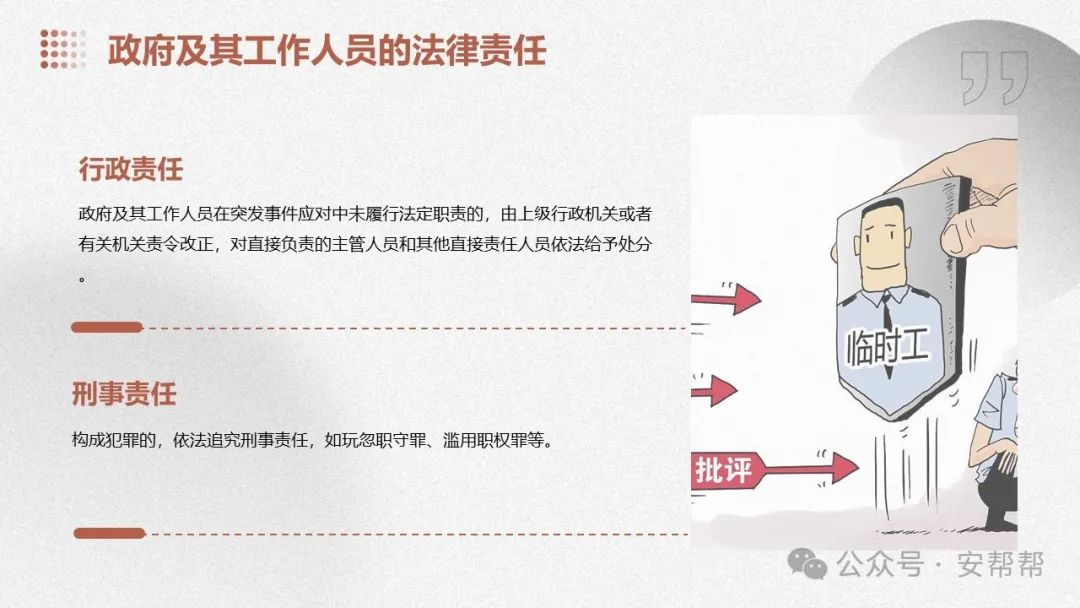 政府及其工作人员的法律责任
行政责任
政府及其工作人员在突发事件应对中未履行法定职责的，由上级行政机关或者
有关机关责令改正，对直接负责的主管人员和其他直接责任人员依法给予处分
。
刑事责任
构成犯罪的，依法追究刑事责任，如玩忽职守罪、滥用职权罪等。
临时工
批评
公众号·安帮帮